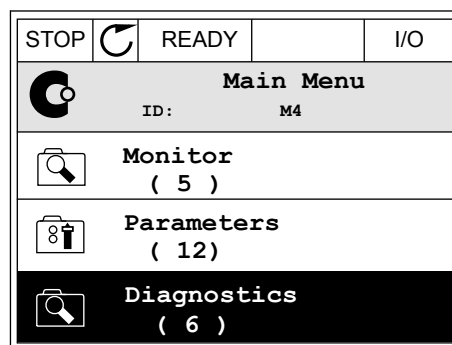 STOP READY I/O
Main Menu
ID: M4
Monitor
( 5 )
Parameters
( 12)
Diagnostics
( 6 )